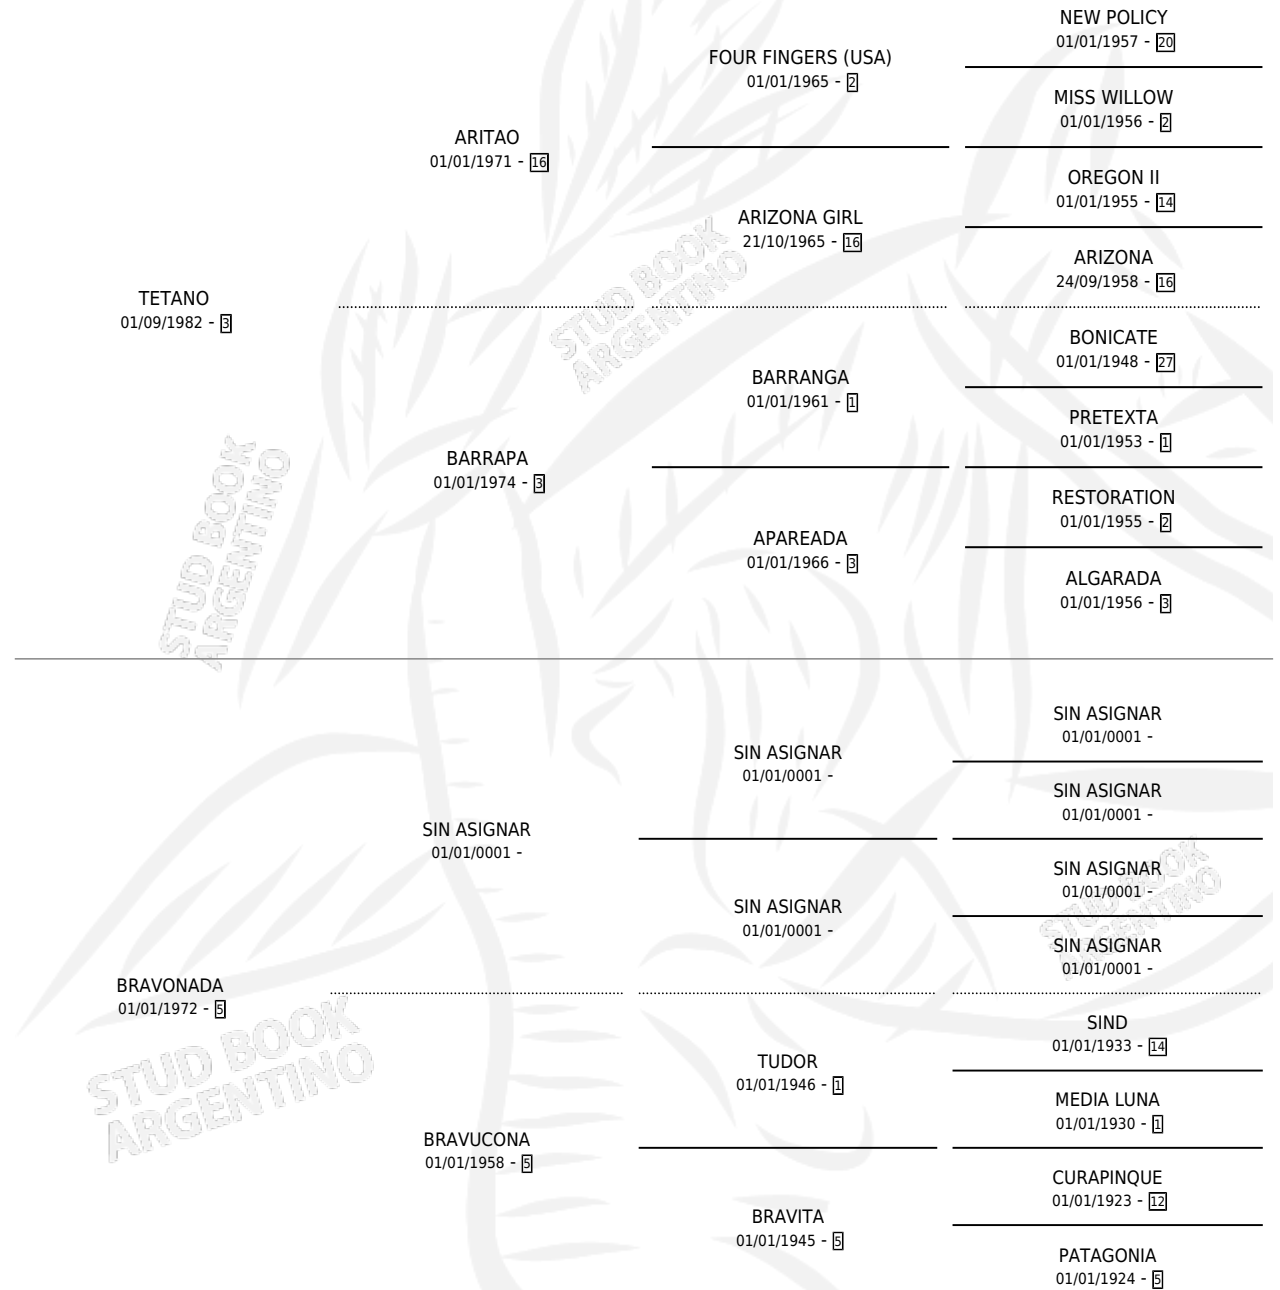 NEW POLICY
01/01/1957 - 20
FOUR FINGERS (USA)
01/01/1965 - 2
MISS WILLOW
01/01/1956 - 2
ARITAO
01/01/1971 - 16
OREGON II
01/01/1955 - 14
ARIZONA GIRL
21/10/1965 - 16
ARIZONA
24/09/1958 - 16
TETANO
01/09/1982 - 3
BONICATE
01/01/1948 - 27
BARRANGA
01/01/1961 - 1
PRETEXTA
01/01/1953 - 1
BARRAPA
01/01/1974 - 3
RESTORATION
01/01/1955 - 2
APAREADA
01/01/1966 - 3
ALGARADA
01/01/1956 - 3
SIN ASIGNAR
01/01/0001 -
SIN ASIGNAR
01/01/0001 -
SIN ASIGNAR
01/01/0001 -
SIN ASIGNAR
01/01/0001 -
SIN ASIGNAR
01/01/0001 -
SIN ASIGNAR
01/01/0001 -
SIN ASIGNAR
01/01/0001 -
BRAVONADA
01/01/1972 - 5
SIND
01/01/1933 - 14
TUDOR
01/01/1946 - 1
MEDIA LUNA
01/01/1930 - 1
BRAVUCONA
01/01/1958 - 5
CURAPINQUE
01/01/1923 - 12
BRAVITA
01/01/1945 - 5
PATAGONIA
01/01/1924 - 5
STUD BOOK
ARGENTINO
STUD BOOK
ARGENTINO
STUD BOOK
ARGENTINO
STUD BOOK
ARGENTINO